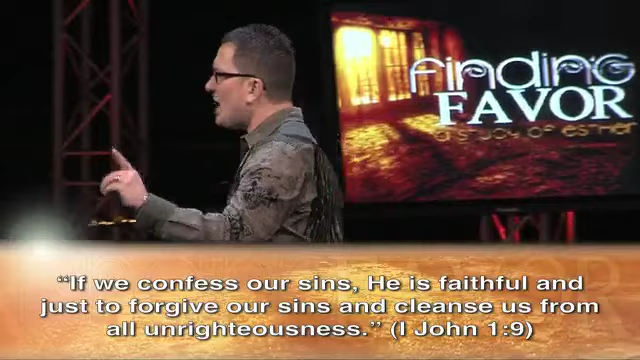 finding
FAVOR
a study of esther
“If we confess our sins, He is faithful and
just to forgive our sins and cleanse us from
all unrighteousness.” (I John 1:9)